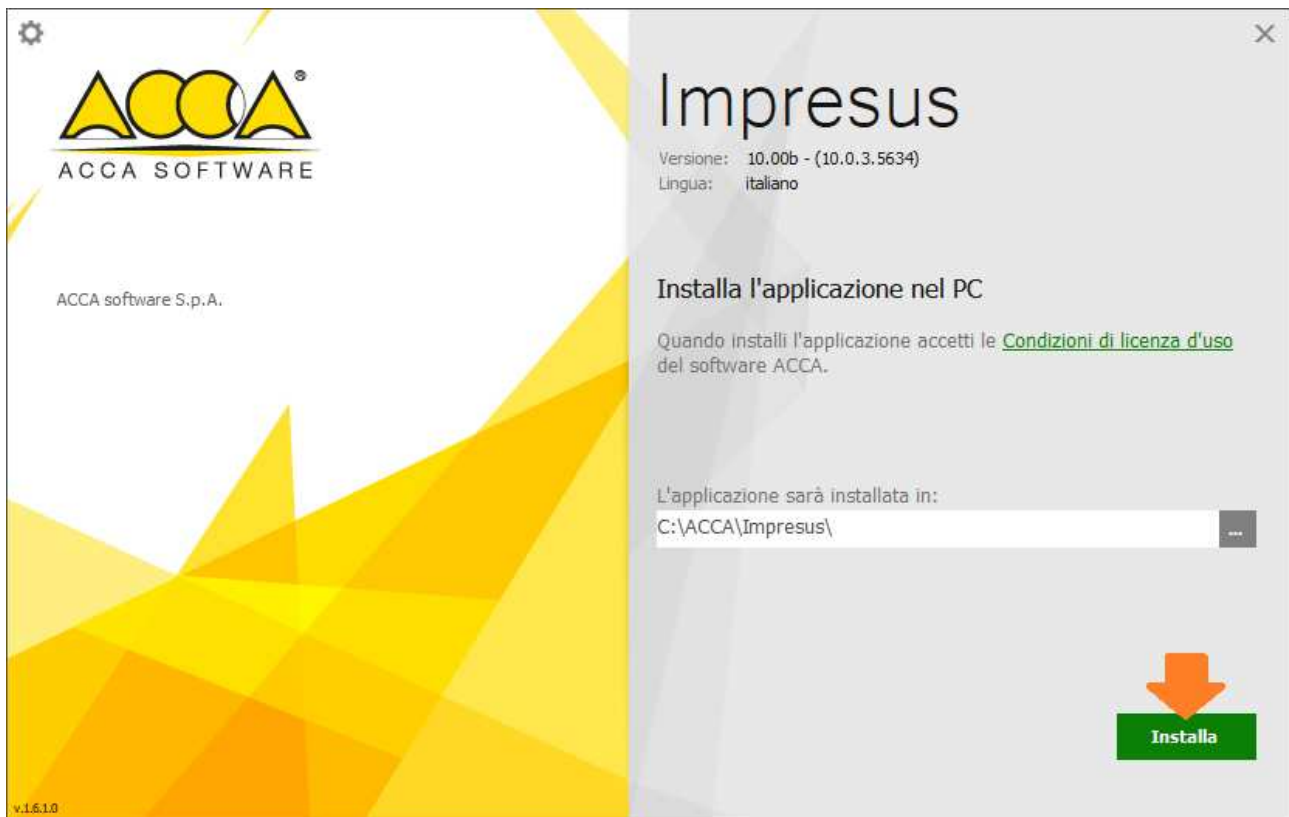 ACCA®
ACCA SOFTWARE
ACCA software S.p.A.
v.1.6.1.0
Impresus
Versione: 10.00b - (10.0.3.5634)
Lingua: italiano
Installa l'applicazione nel PC
Quando installi l'applicazione accetti le Condizioni di licenza d'uso
del software ACCA.
L'applicazione sarà installata in:
C:\ACCA\Impresus\
...
Installa